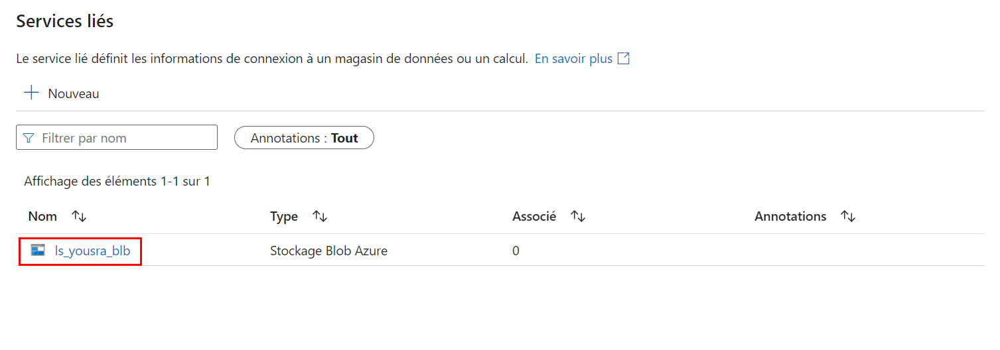 Services liés
Le service lié définit les informations de connexion à un magasin de données ou un calcul. En savoir plus
Nouveau
Filtrer par nom Annotations : Tout
Affichage des éléments 1-1 sur 1
Nom Type Associé Annotations
ls_yousra_blb Stockage Blob Azure 0